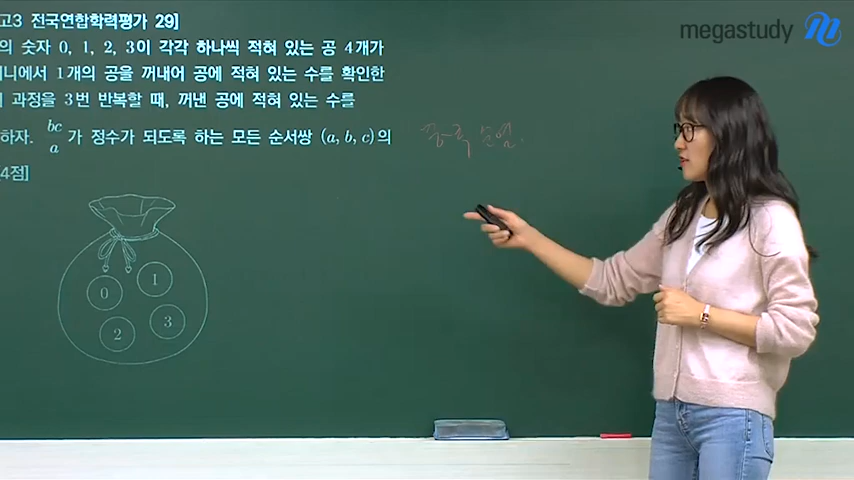 고3 전국연합학력평가 29]
의 숫자 0, 1, 2, 3이 각각 하나씩 적혀 있는 공 4개가
니에서 1개의 공을 꺼내어 공에 적혀 있는 수를 확인한
과정을 3번 반복할 때, 꺼낸 공에 적혀 있는 수를
하자. bc/a 가 정수가 되도록 하는 모든 순서쌍 (a, b, c)의
[4점]
megastudy
중복순열.
0
1
2
3